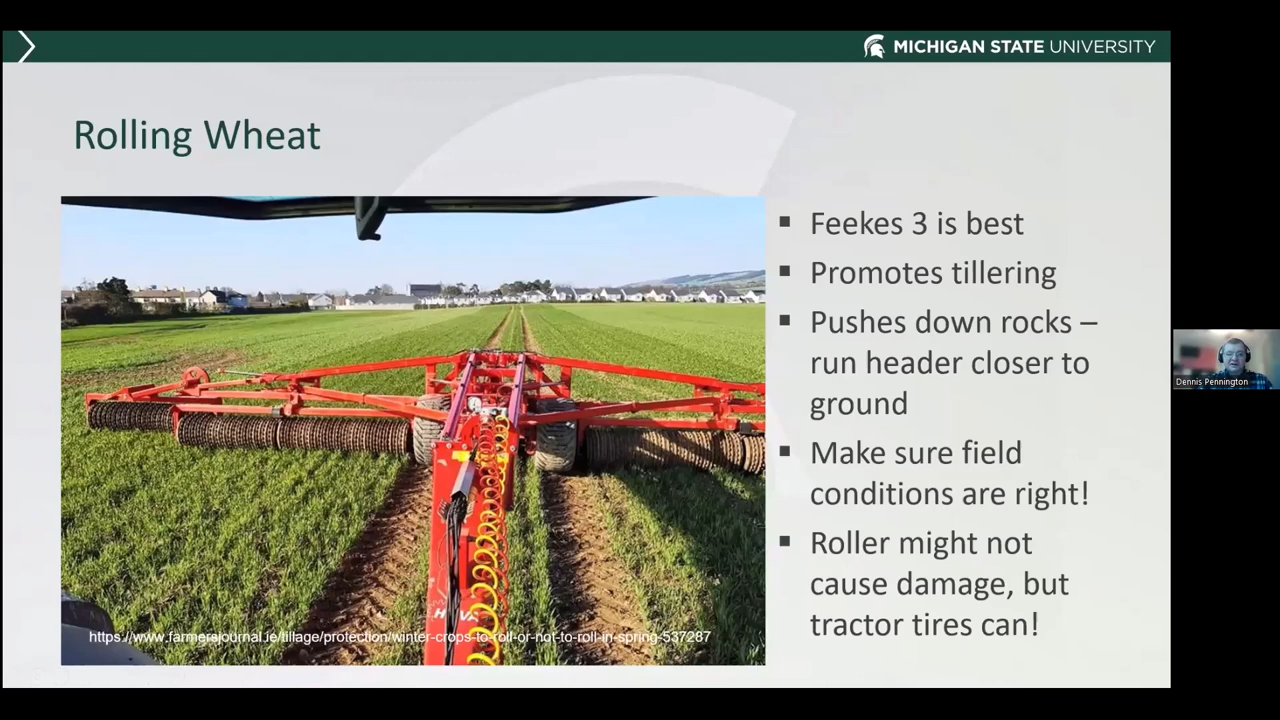 MICHIGAN STATE UNIVERSITY
Rolling Wheat
Feekes 3 is best
Promotes tillering
Pushes down rocks –
run header closer to
ground
Make sure field
conditions are right!
Roller might not
cause damage, but
tractor tires can!
https://www.farmersjournal.ie/tillage/protection/winter-crops-to-roll-or-not-to-roll-in-spring-537287
Dennis Pennington